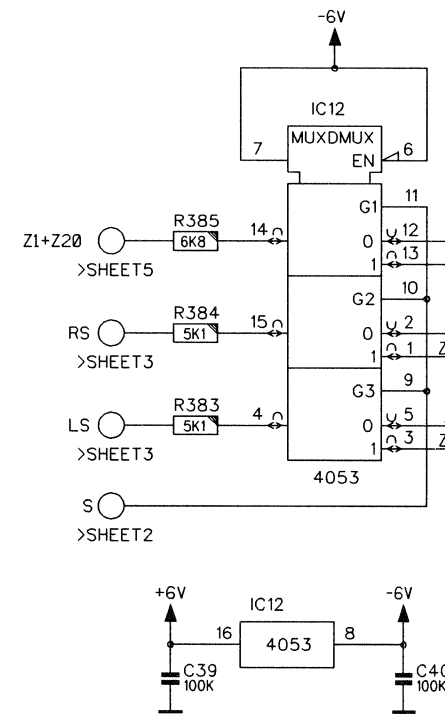 -6V
IC12
MUXDMUX
7
EN
6
G1
11
R385
14
0
12
Z1+Z20
6K8
1
13
>SHEET5
G2
10
R384
15
0
2
RS
5K1
1
1
Z
>SHEET3
G3
9
R383
4
0
5
LS
5K1
1
3
Z
>SHEET3
4053
S
>SHEET2
+6V
IC12
-6V
16
4053
8
C39
100K
C40
100K